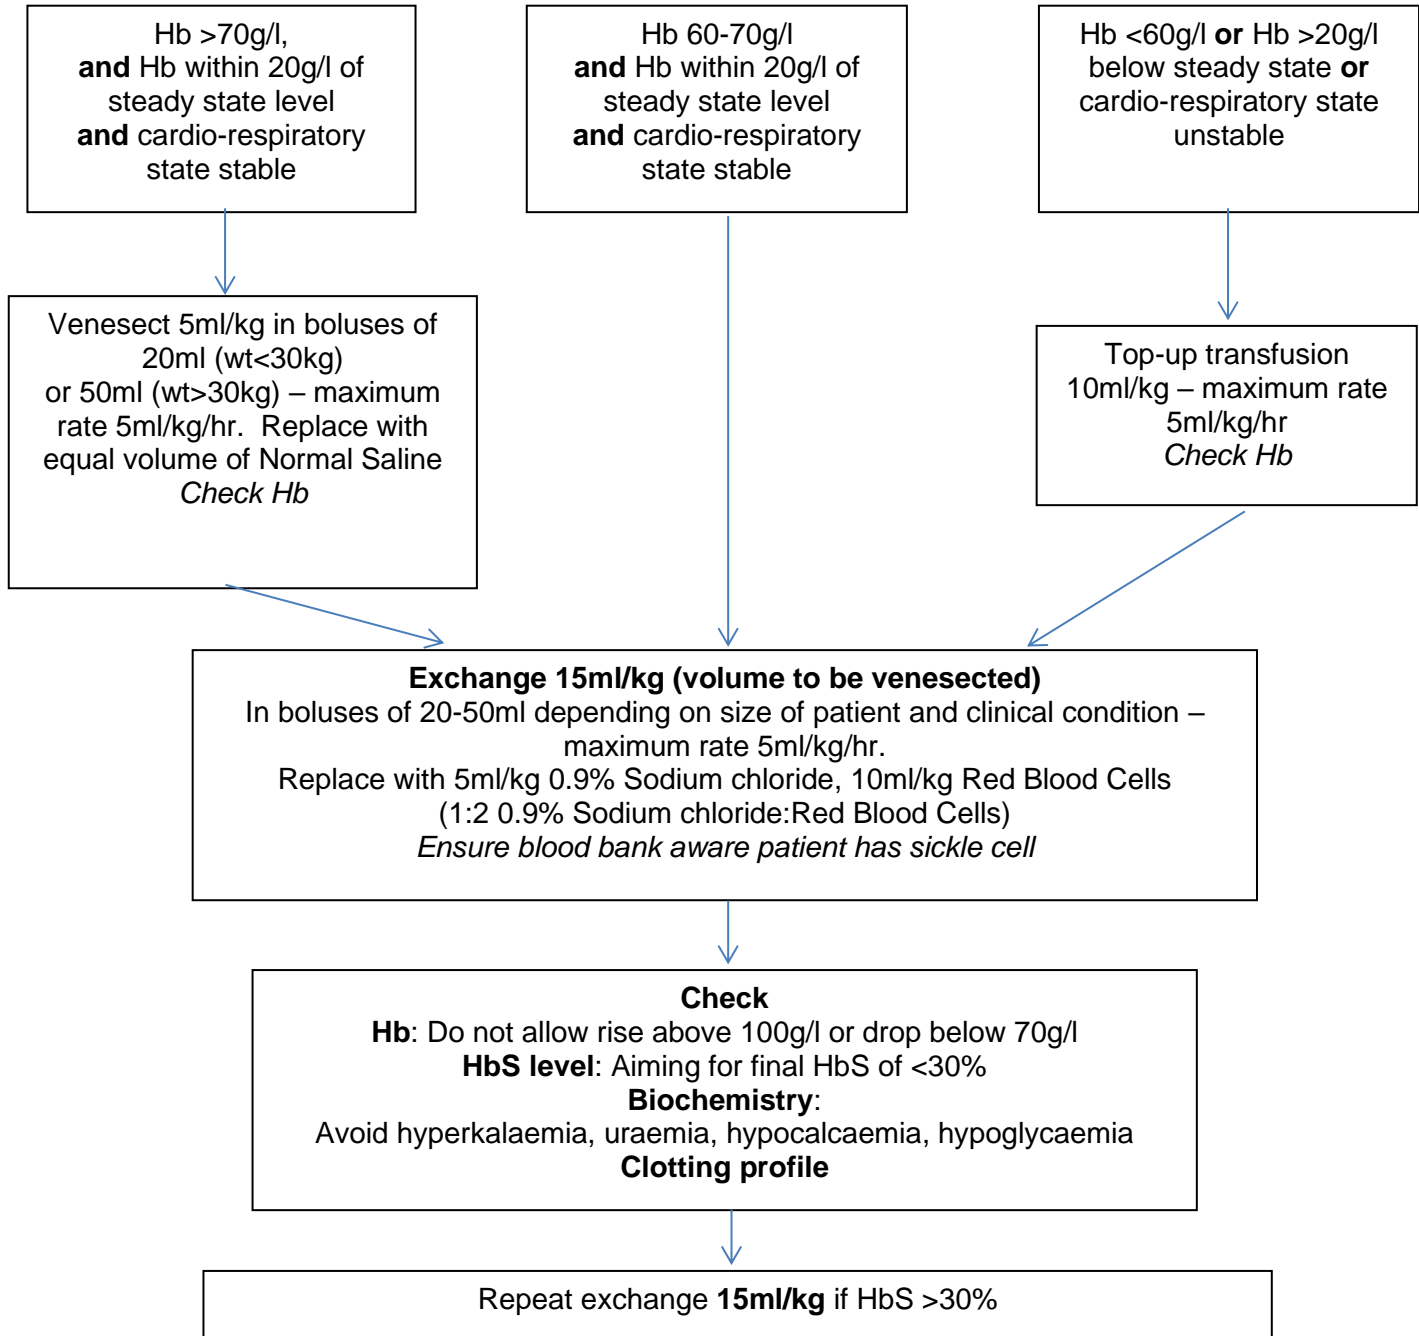 Hb >70g/l,
and Hb within 20g/l of
steady state level
and cardio-respiratory
state stable
Hb 60-70g/l
and Hb within 20g/l of
steady state level
and cardio-respiratory
state stable
Hb <60g/l or Hb >20g/l
below steady state or
cardio-respiratory state
unstable
Venesect 5ml/kg in boluses of
20ml (wt<30kg)
or 50ml (wt>30kg) – maximum
rate 5ml/kg/hr.  Replace with
equal volume of Normal Saline
Check Hb
Top-up transfusion
10ml/kg – maximum rate
5ml/kg/hr
Check Hb
Exchange 15ml/kg (volume to be venesected)
In boluses of 20-50ml depending on size of patient and clinical condition –
maximum rate 5ml/kg/hr.
Replace with 5ml/kg 0.9% Sodium chloride, 10ml/kg Red Blood Cells
(1:2 0.9% Sodium chloride:Red Blood Cells)
Ensure blood bank aware patient has sickle cell
Check
Hb: Do not allow rise above 100g/l or drop below 70g/l
HbS level: Aiming for final HbS of <30%
Biochemistry:
Avoid hyperkalaemia, uraemia, hypocalcaemia, hypoglycaemia
Clotting profile
Repeat exchange 15ml/kg if HbS >30%